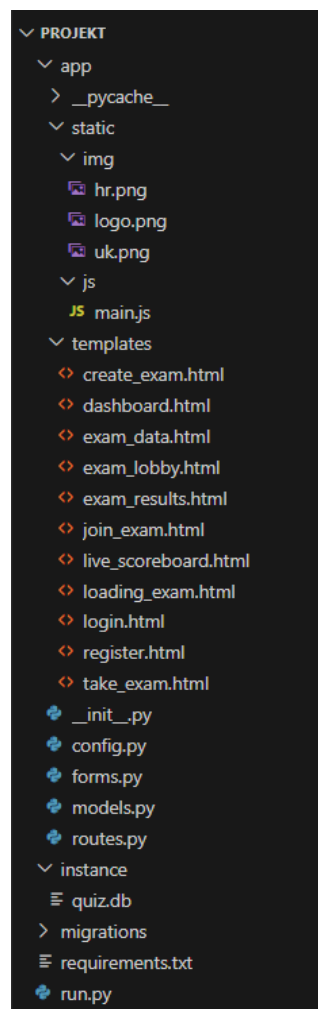 PROJEKT
app
__pycache__
static
img
hr.png
logo.png
uk.png
js
JS main.js
templates
create_exam.html
dashboard.html
exam_data.html
exam_lobby.html
exam_results.html
join_exam.html
live_scoreboard.html
loading_exam.html
login.html
register.html
take_exam.html
__init__.py
config.py
forms.py
models.py
routes.py
instance
quiz.db
migrations
requirements.txt
run.py